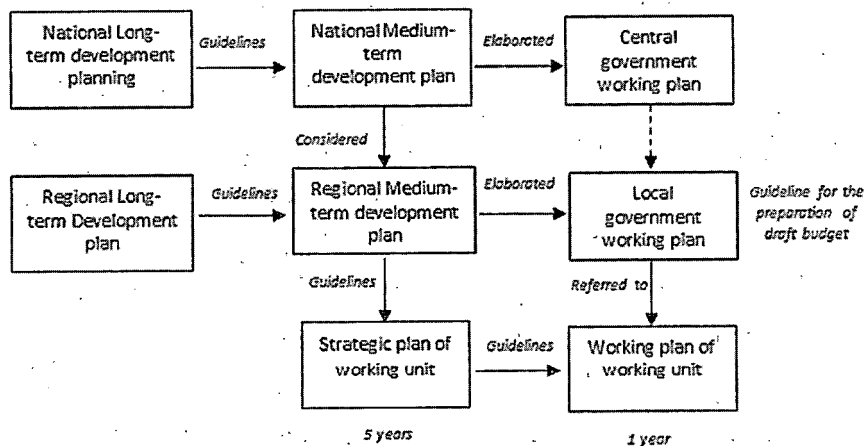 National Long-
term development
planning
Guidelines
National Medium-
term
development plan
Elaborated
Central
government
working plan
Considered
Regional Long-
term Development
plan
Guidelines
Regional Medium-
term development
plan
Elaborated
Local
government
working plan
Guideline for the
preparation of
draft budget
Guidelines
Referred to
Strategic plan of
working unit
Guidelines
Working plan of
working unit
5 years
1 year